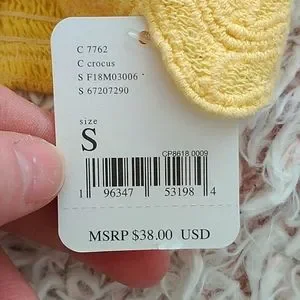 C 7762
C crocus
S F18M03006
S 67207290
size
S
CP8618 0009
1 96347 53198 4
MSRP $38.00 USD